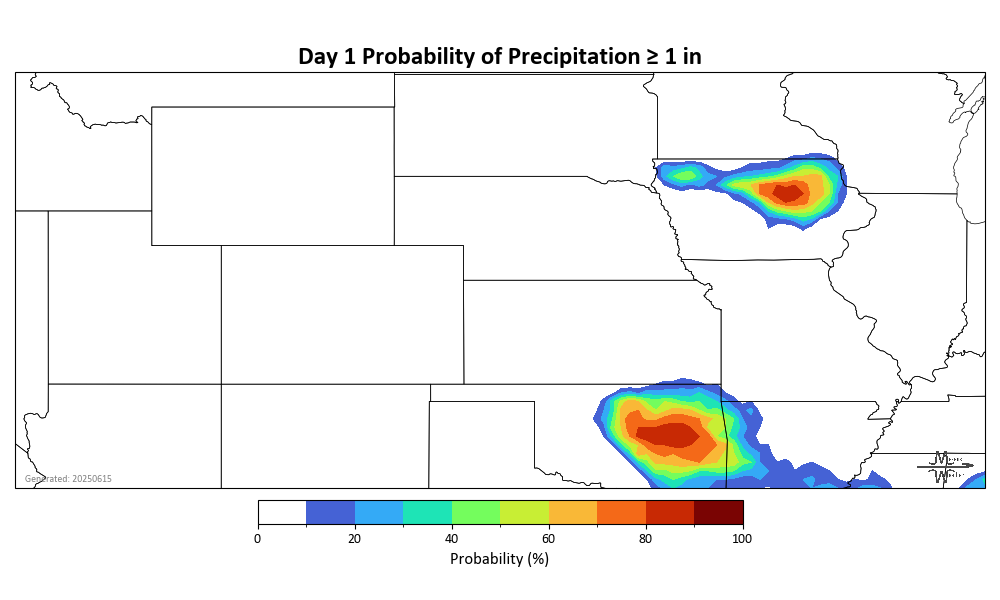 Day 1 Probability of Precipitation ≥ 1 in
Generated: 20250615
0 20 40 60 80 100
Probability (%)